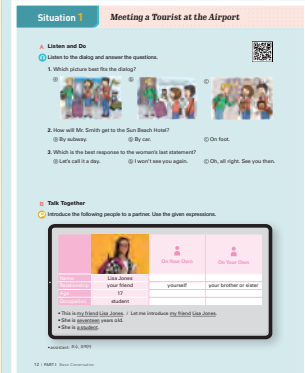 Situation 1
Meeting a Tourist at the Airport
A Listen and Do
Listen to the dialog and answer the questions.
1. Which picture best fits the dialog?
ⓐ ⓑ ⓒ
2. How will Mr. Smith get to the Sun Beach Hotel?
ⓐ By subway. ⓑ By car. ⓒ On foot.
3. Which is the best response to the woman's last statement?
ⓐ Let's call it a day. ⓑ I won't see you again. ⓒ Oh, all right. See you then.
B Talk Together
Introduce the following people to a partner. Use the given expressions.
On Your Own On Your Own
Name Lisa Jones
Relationship your friend yourself your brother or sister
Age 17
Occupation student
• This is my friend Lisa Jones. / Let me introduce my friend Lisa Jones.
• She is seventeen years old.
• She is a student.
12 | PART I Basic Conversation